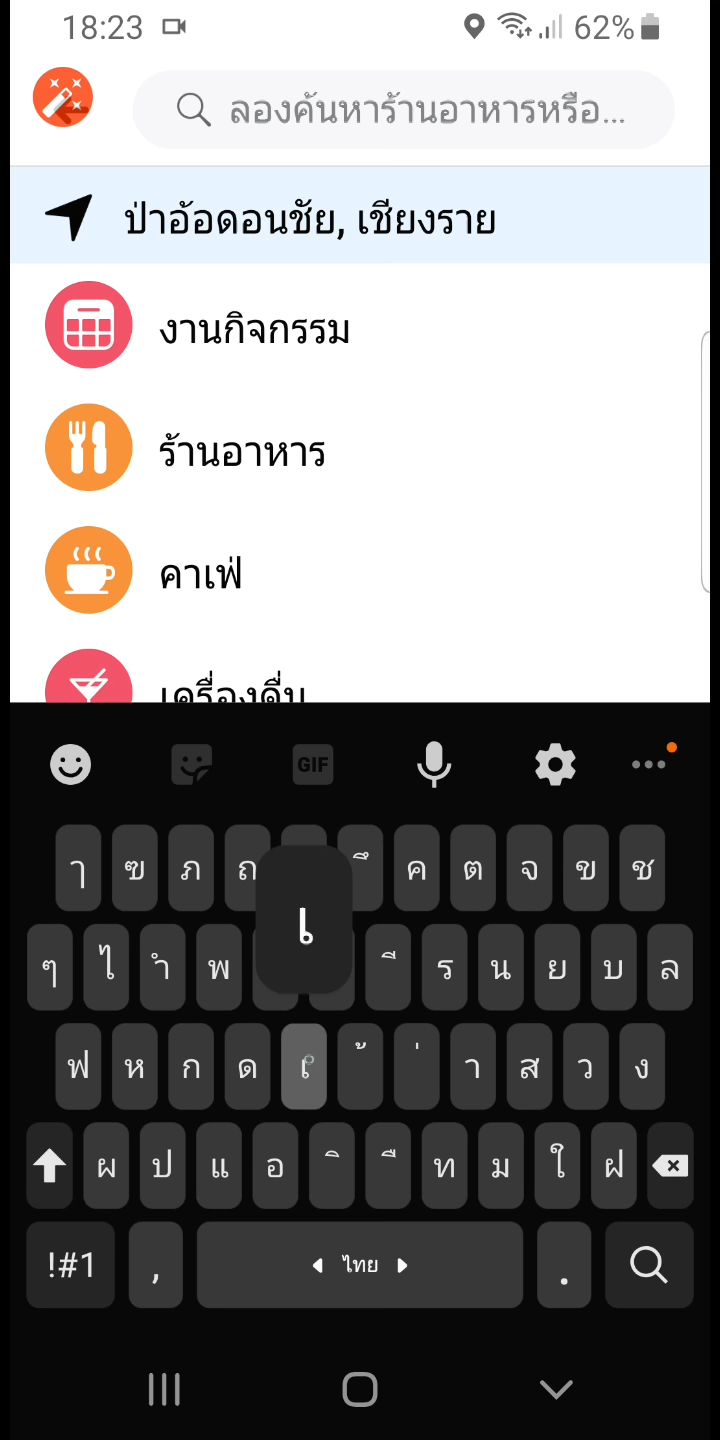 18:23 62%
ลองค้นหาร้านอาหารหรือ...
ป่าอ้อดอนชัย, เชียงราย
งานกิจกรรม
ร้านอาหาร
คาเฟ่
เครื่องดื่ม
GIF
ๅ ฃ ภ ถ ึ ค ต จ ข ช
เ
ๆ ไ ำ พ ี ร น ย บ ล
ฟ ห ก ด เ ้ ่ า ส ว ง
ผ ป แ อ ิ ื ท ม ใ ฝ
!#1 , ไทย .